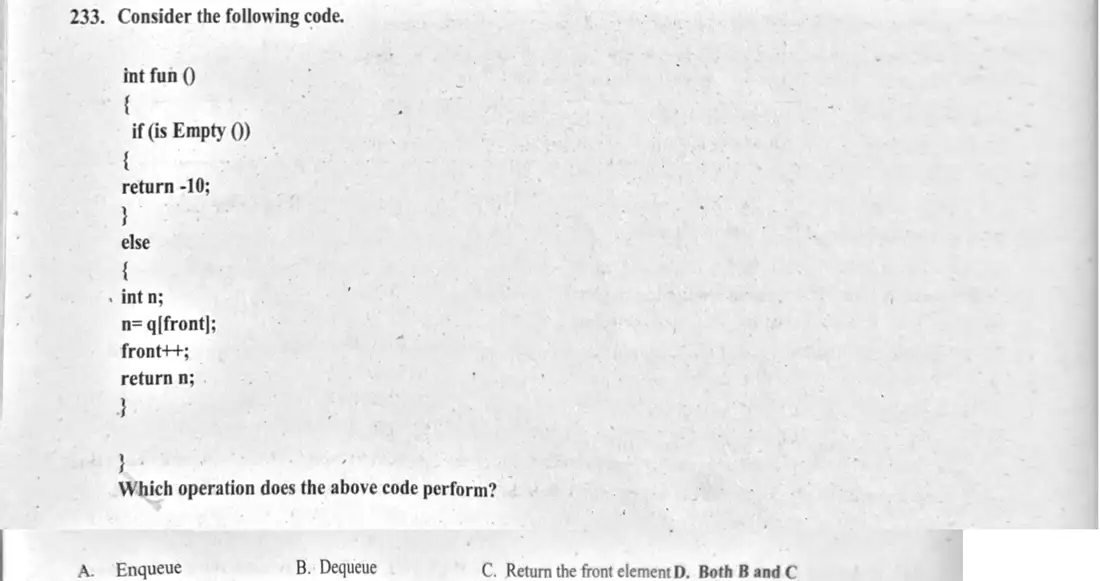 233. Consider the following code.
int fun ()
{
if (is Empty ())
{
return -10;
}
else
{
int n;
n= q[front];
front++;
return n;
}
}
Which operation does the above code perform?
A. Enqueue B. Dequeue C. Return the front element D. Both B and C